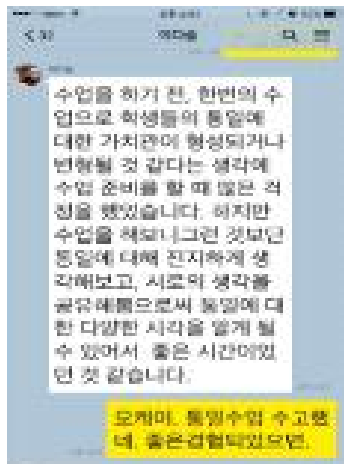 수업을 하기 전, 한번의 수
업으로 학생들의 통일에
대한 가치관이 형성되거나
변형될 것 같다는 생각에
수업 준비를 할 때 많은 걱
정을 했었습니다. 하지만
수업을 해보니그런 것보단
통일에 대해 진지하게 생
각해보고, 서로의 생각을
공유해봄으로써 통일에 대
한 다양한 시각을 알게 될
수 있어서 좋은 시간이었
던 것 같습니다.
오케이. 통일수업 수고했
네. 좋은경험되었으면.